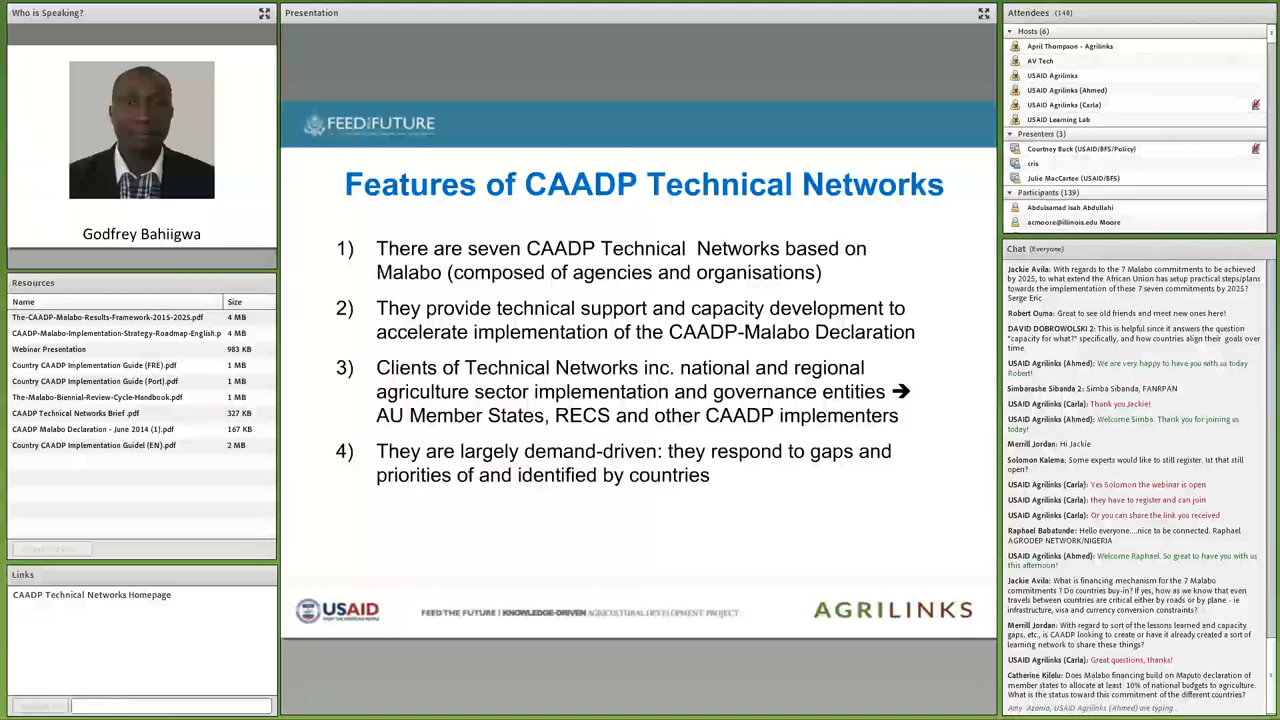 Who is Speaking?
Godfrey Bahiigwa
Resources
Name Size
The-CAADP-Malabo-Results-Framework-2015-2025.pdf 4 MB
CAADP-Malabo-Implementation-Strategy-Roadmap-English.p 4 MB
Webinar Presentation 983 KB
Country CAADP Implementation Guide (FRE).pdf 1 MB
Country CAADP Implementation Guide (Port).pdf 1 MB
The-Malabo-Biennial-Review-Cycle-Handbook.pdf 1 MB
CAADP Technical Networks Brief .pdf 327 KB
CAADP Malabo Declaration - June 2014 (1).pdf 167 KB
Country CAADP Implementation Guidel (EN).pdf 2 MB
Links
CAADP Technical Networks Homepage
Presentation
FEED THE FUTURE
Features of CAADP Technical Networks
1) There are seven CAADP Technical Networks based on
Malabo (composed of agencies and organisations)
2) They provide technical support and capacity development to
accelerate implementation of the CAADP-Malabo Declaration
3) Clients of Technical Networks inc. national and regional
agriculture sector implementation and governance entities ➔
AU Member States, RECS and other CAADP implementers
4) They are largely demand-driven: they respond to gaps and
priorities of and identified by countries
USAID
FROM THE AMERICAN PEOPLE
FEED THE FUTURE | KNOWLEDGE-DRIVEN AGRICULTURAL DEVELOPMENT PROJECT
AGRILINKS
Attendees (148)
Hosts (6)
April Thompson - Agrilinks
AV Tech
USAID Agrilinks
USAID Agrilinks (Ahmed)
USAID Agrilinks (Carla)
USAID Learning Lab
Presenters (3)
Courtney Buck (USAID/BFS/Policy)
cris
Julie MacCartee (USAID/BFS)
Participants (139)
Abdulsamad Isah Abdullahi
acmoore@illinois.edu Moore
Chat (Everyone)
Jackie Avila: With regards to the 7 Malabo commitments to be achieved
by 2025, to what extend the African Union has setup practical steps/plans
towards the implementation of these 7 seven commitments by 2025?
Serge Eric
Robert Ouma: Great to see old friends and meet new ones here!
DAVID DOBROWOLSKI 2: This is helpful since it answers the question
"capacity for what?" specifically, and how countries align their goals over
time.
USAID Agrilinks (Ahmed): We are very happy to have you with us today
Robert!
Simbarashe Sibanda 2: Simba Sibanda, FANRPAN
USAID Agrilinks (Carla): Thank you Jackie!
USAID Agrilinks (Ahmed): Welcome Simba. Thank you for joining us
today!
Merrill Jordan: Hi Jackie
Solomon Kalema: Some experts would like to still register. Ist that still
open?
USAID Agrilinks (Carla): Yes Solomon the webinar is open
USAID Agrilinks (Carla): they have to register and can join
USAID Agrilinks (Carla): Or you can share the link you received
Raphael Babatunde: Hello everyone....nice to be connected. Raphael
AGRODEP NETWORK/NIGERIA
USAID Agrilinks (Ahmed): Welcome Raphael. So great to have you with us
this afternoon!
Jackie Avila: What is financing mechanism for the 7 Malabo
commitments ? Do countries buy-in? If yes, how as we know that even
travels between countries are critical either by roads or by plane - ie
infrastructure, visa and currency conversion constraints?
Merrill Jordan: With regard to sort of the lessons learned and capacity
gaps, etc., is CAADP looking to create or have it already created a sort of
learning network to share these things?
USAID Agrilinks (Carla): Great questions, thanks!
Catherine Kilelu: Does Malabo financing build on Maputo declaration of
member states to allocate at least 10% of national budgets to agriculture.
What is the status toward this commitment of the different countries?
Amy Azania, USAID Agrilinks (Ahmed) are typing...